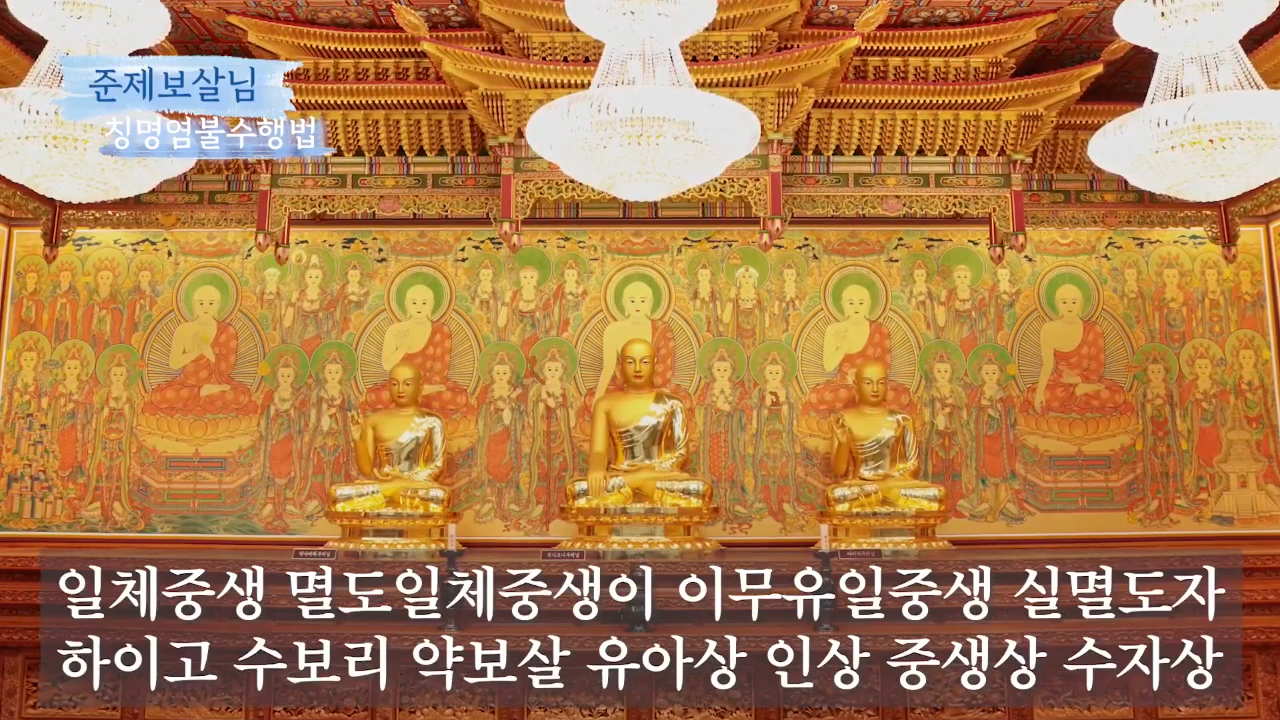 준제보살님
칭명염불수행법
일체중생 멸도일체중생이 이무유일중생 실멸도자
하이고 수보리 약보살 유아상 인상 중생상 수자상